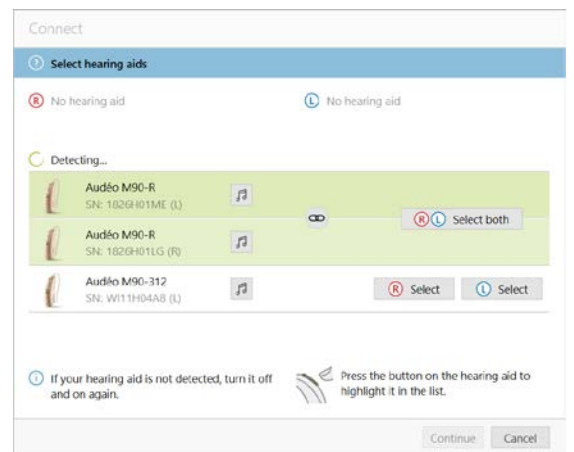 Connect
Select hearing aids
R No hearing aid
L No hearing aid
Detecting...
Audéo M90-R
SN: 1826H01ME (L)
R L Select both
Audéo M90-R
SN: 1826H01LG (R)
Audéo M90-312
SN: WI11H04A8 (L)
R Select
L Select
If your hearing aid is not detected, turn it off
and on again.
Press the button on the hearing aid to
highlight it in the list.
Continue
Cancel